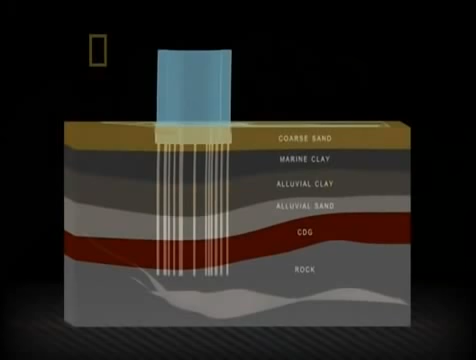 COARSE SAND
MARINE CLAY
ALLUVIAL CLAY
ALLUVIAL SAND
CDG
ROCK